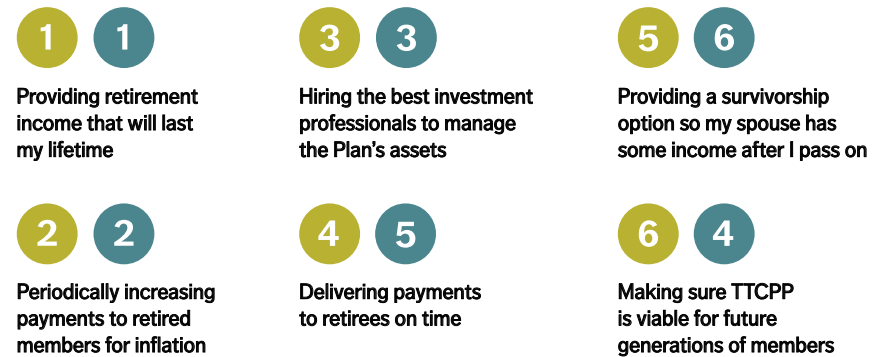 1 1
Providing retirement
income that will last
my lifetime
2 2
Periodically increasing
payments to retired
members for inflation
3 3
Hiring the best investment
professionals to manage
the Plan's assets
4 5
Delivering payments
to retirees on time
5 6
Providing a survivorship
option so my spouse has
some income after I pass on
6 4
Making sure TTCPP
is viable for future
generations of members